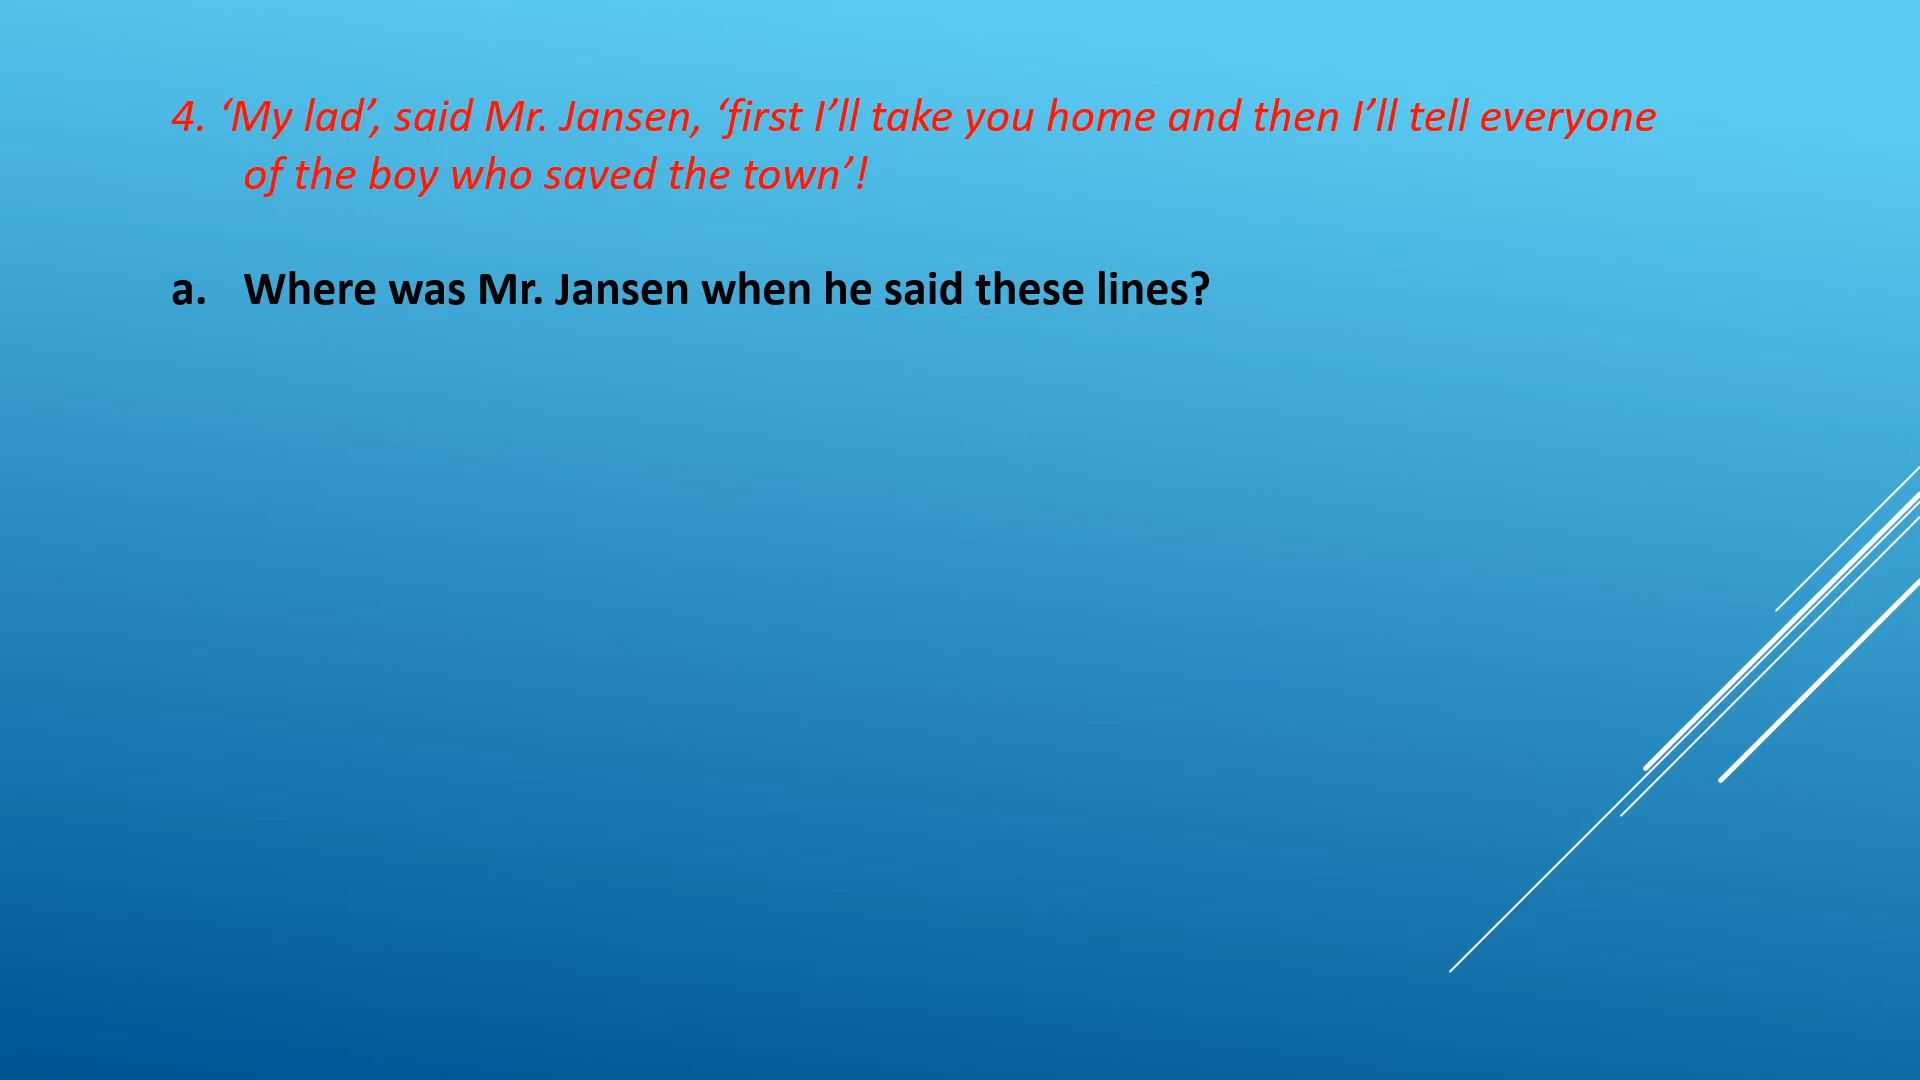 4. ‘My lad’, said Mr. Jansen, ‘first I’ll take you home and then I’ll tell everyone
of the boy who saved the town’!
a. Where was Mr. Jansen when he said these lines?